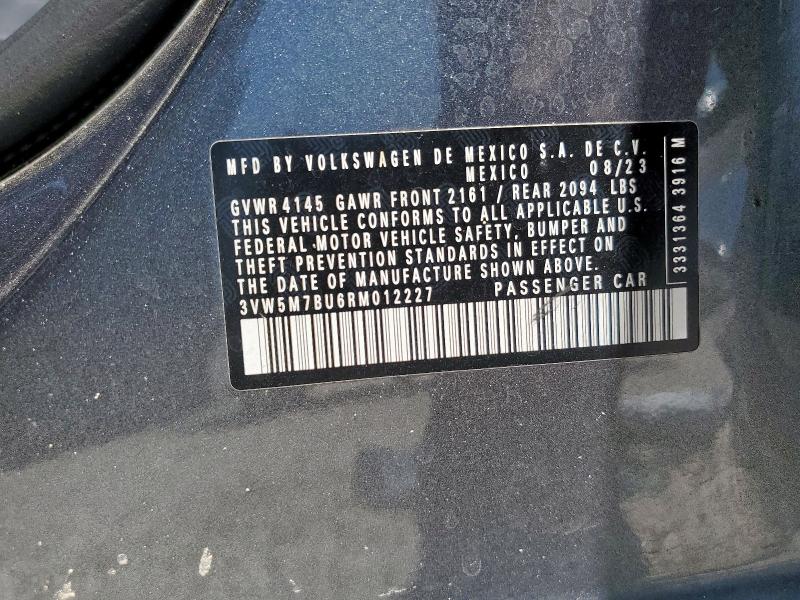 MFD BY VOLKSWAGEN DE MEXICO S.A. DE C.V.
MEXICO 08/23
GVWR 4145 GAWR FRONT 2161 / REAR 2094 LBS
THIS VEHICLE CONFORMS TO ALL APPLICABLE U.S.
FEDERAL MOTOR VEHICLE SAFETY, BUMPER AND
THEFT PREVENTION STANDARDS IN EFFECT ON
THE DATE OF MANUFACTURE SHOWN ABOVE.
3VW5M7BU6RM012227 PASSENGER CAR
3331364 3916 M